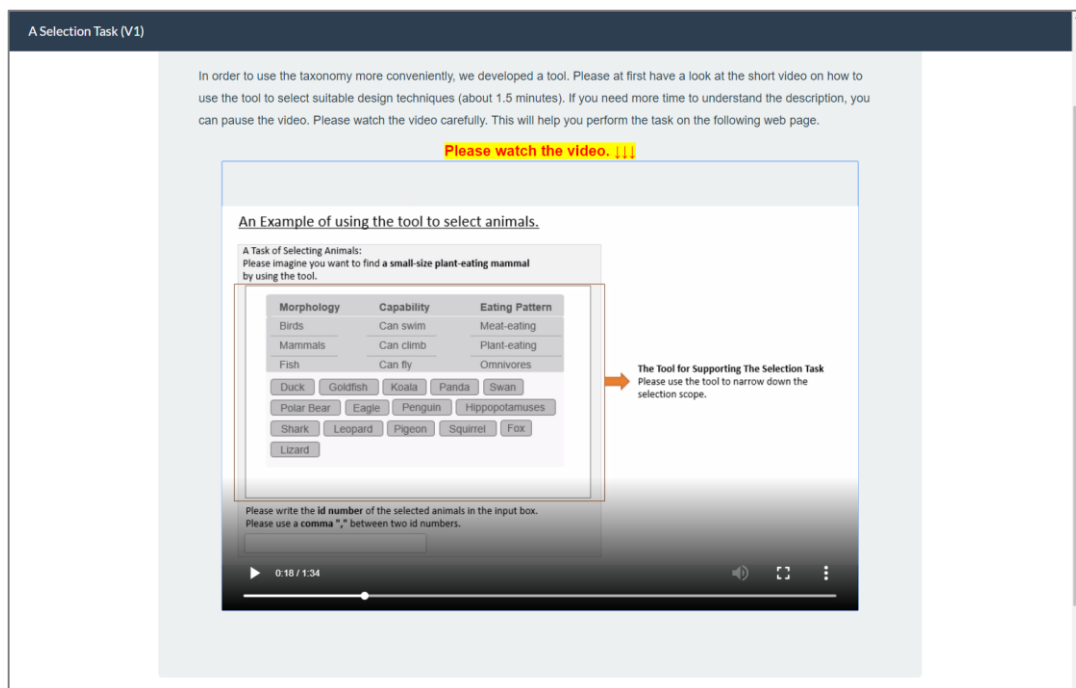 A Selection Task (V1)
In order to use the taxonomy more conveniently, we developed a tool. Please at first have a look at the short video on how to
use the tool to select suitable design techniques (about 1.5 minutes). If you need more time to understand the description, you
can pause the video. Please watch the video carefully. This will help you perform the task on the following web page.
Please watch the video. ↓↓↓
An Example of using the tool to select animals.
A Task of Selecting Animals:
Please imagine you want to find a small-size plant-eating mammal
by using the tool.
Morphology Capability Eating Pattern
Birds Can swim Meat-eating
Mammals Can climb Plant-eating
Fish Can fly Omnivores
Duck Goldfish Koala Panda Swan
Polar Bear Eagle Penguin Hippopotamuses
Shark Leopard Pigeon Squirrel Fox
Lizard
The Tool for Supporting The Selection Task
Please use the tool to narrow down the
selection scope.
Please write the id number of the selected animals in the input box.
Please use a comma "," between two id numbers.
0:18 / 1:34